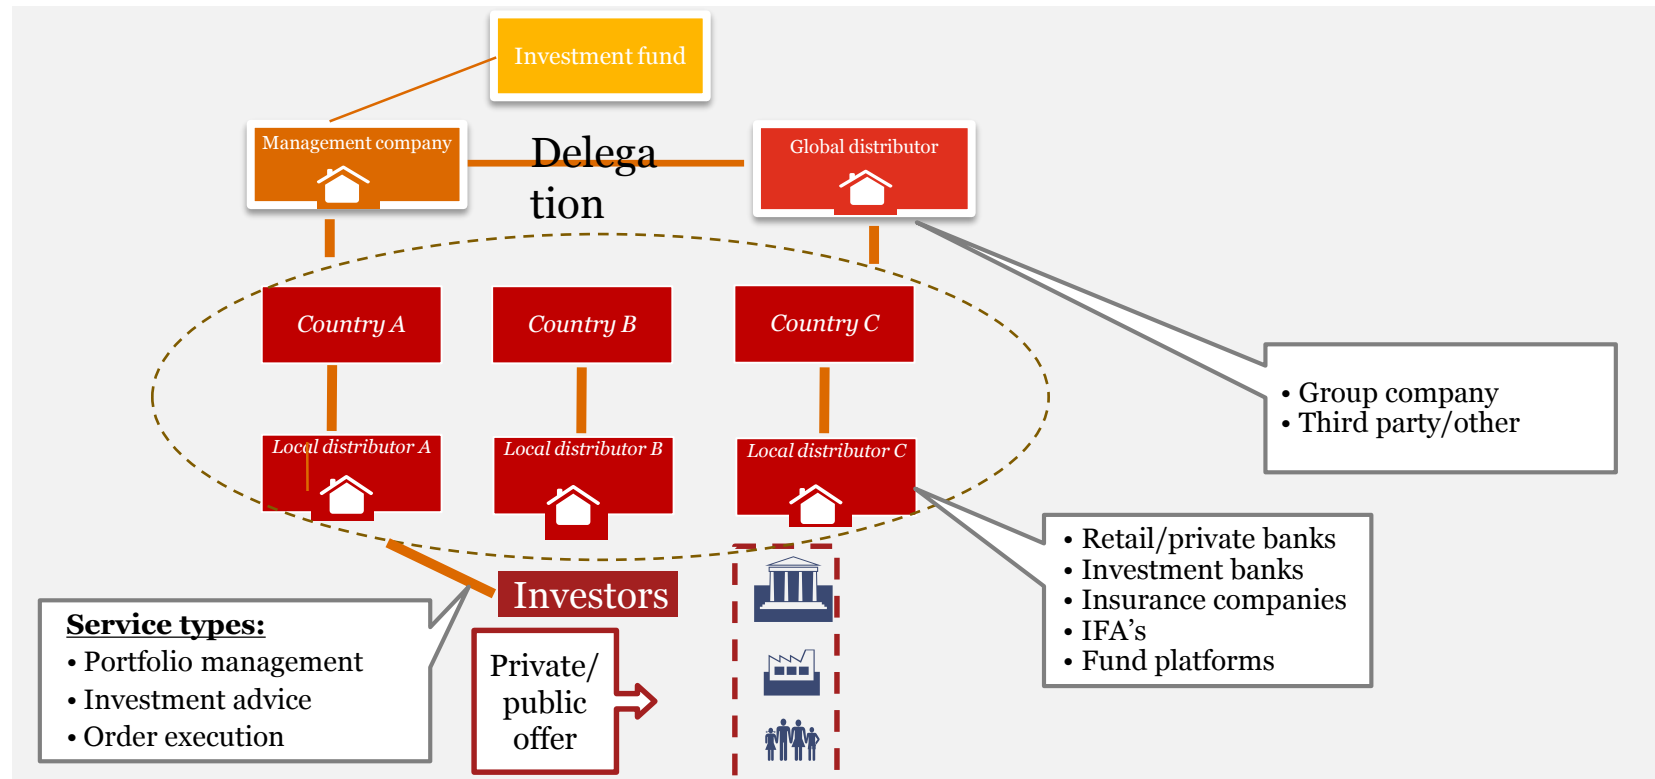 Investment fund
Management company
Delega
tion
Global distributor
Country A
Country B
Country C
• Group company
• Third party/other
Local distributor A
Local distributor B
Local distributor C
• Retail/private banks
• Investment banks
• Insurance companies
• IFA’s
• Fund platforms
Investors
Service types:
• Portfolio management
• Investment advice
• Order execution
Private/
public
offer